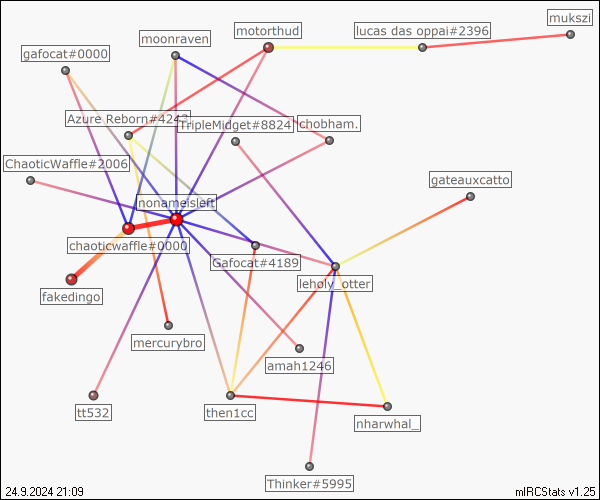 mukszi
motorthud
lucas das oppai#2396
moonraven
gafocat#0000
Azure Reborn#4243
TripleMidget#8824
chobham.
ChaoticWaffle#2006
gateauxcatto
nonameisleft
chaoticwaffle#0000
Gafocat#4189
leholy_otter
fakedingo
mercurybro
amah1246
tt532
then1cc
nharwhal_
Thinker#5995
24.9.2024 21:09
mIRCStats v1.25